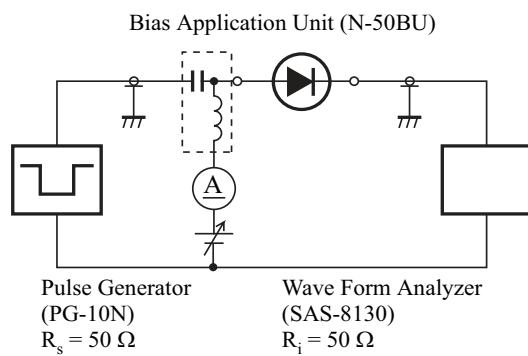 Bias Application Unit (N-50BU)
A
Pulse Generator
(PG-10N)
Rs = 50 Ω
Wave Form Analyzer
(SAS-8130)
Ri = 50 Ω